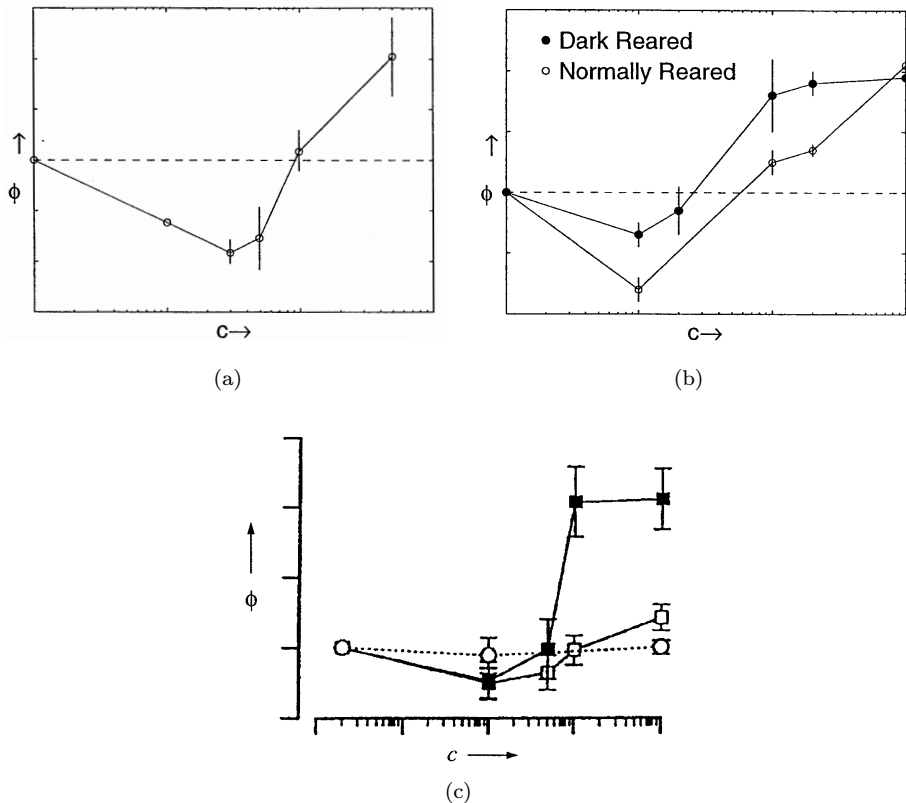 ● Dark Reared
○ Normally Reared
↑
ϕ
c→
(a)
↑
ϕ
c→
(b)
↑
ϕ
c →
(c)